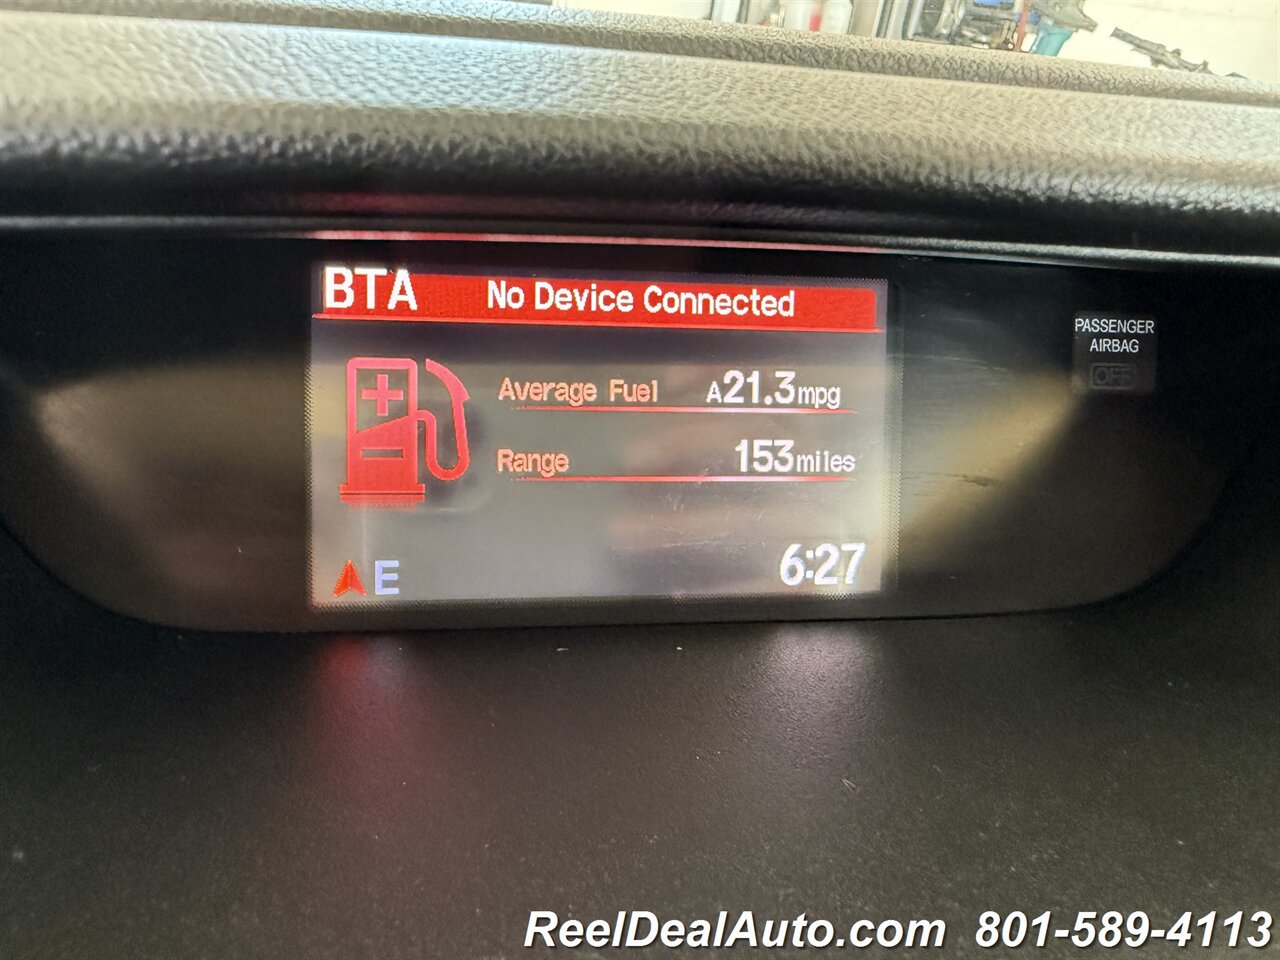 BTA No Device Connected
PASSENGER
AIRBAG
OFF
Average Fuel A21.3mpg
Range 153miles
E 6:27
ReelDealAuto.com 801-589-4113